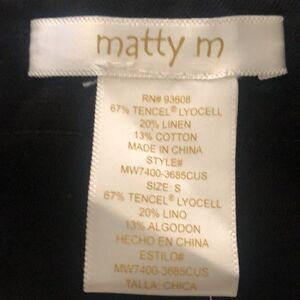 matty m
RN# 93608
67% TENCEL® LYOCELL
20% LINEN
13% COTTON
MADE IN CHINA
STYLE#
MW7400-3685CUS
SIZE: S
67% TENCEL® LYOCELL
20% LINO
13% ALGODON
HECHO EN CHINA
ESTILO#
MW7400-3685CUS
TALLA: CHICA